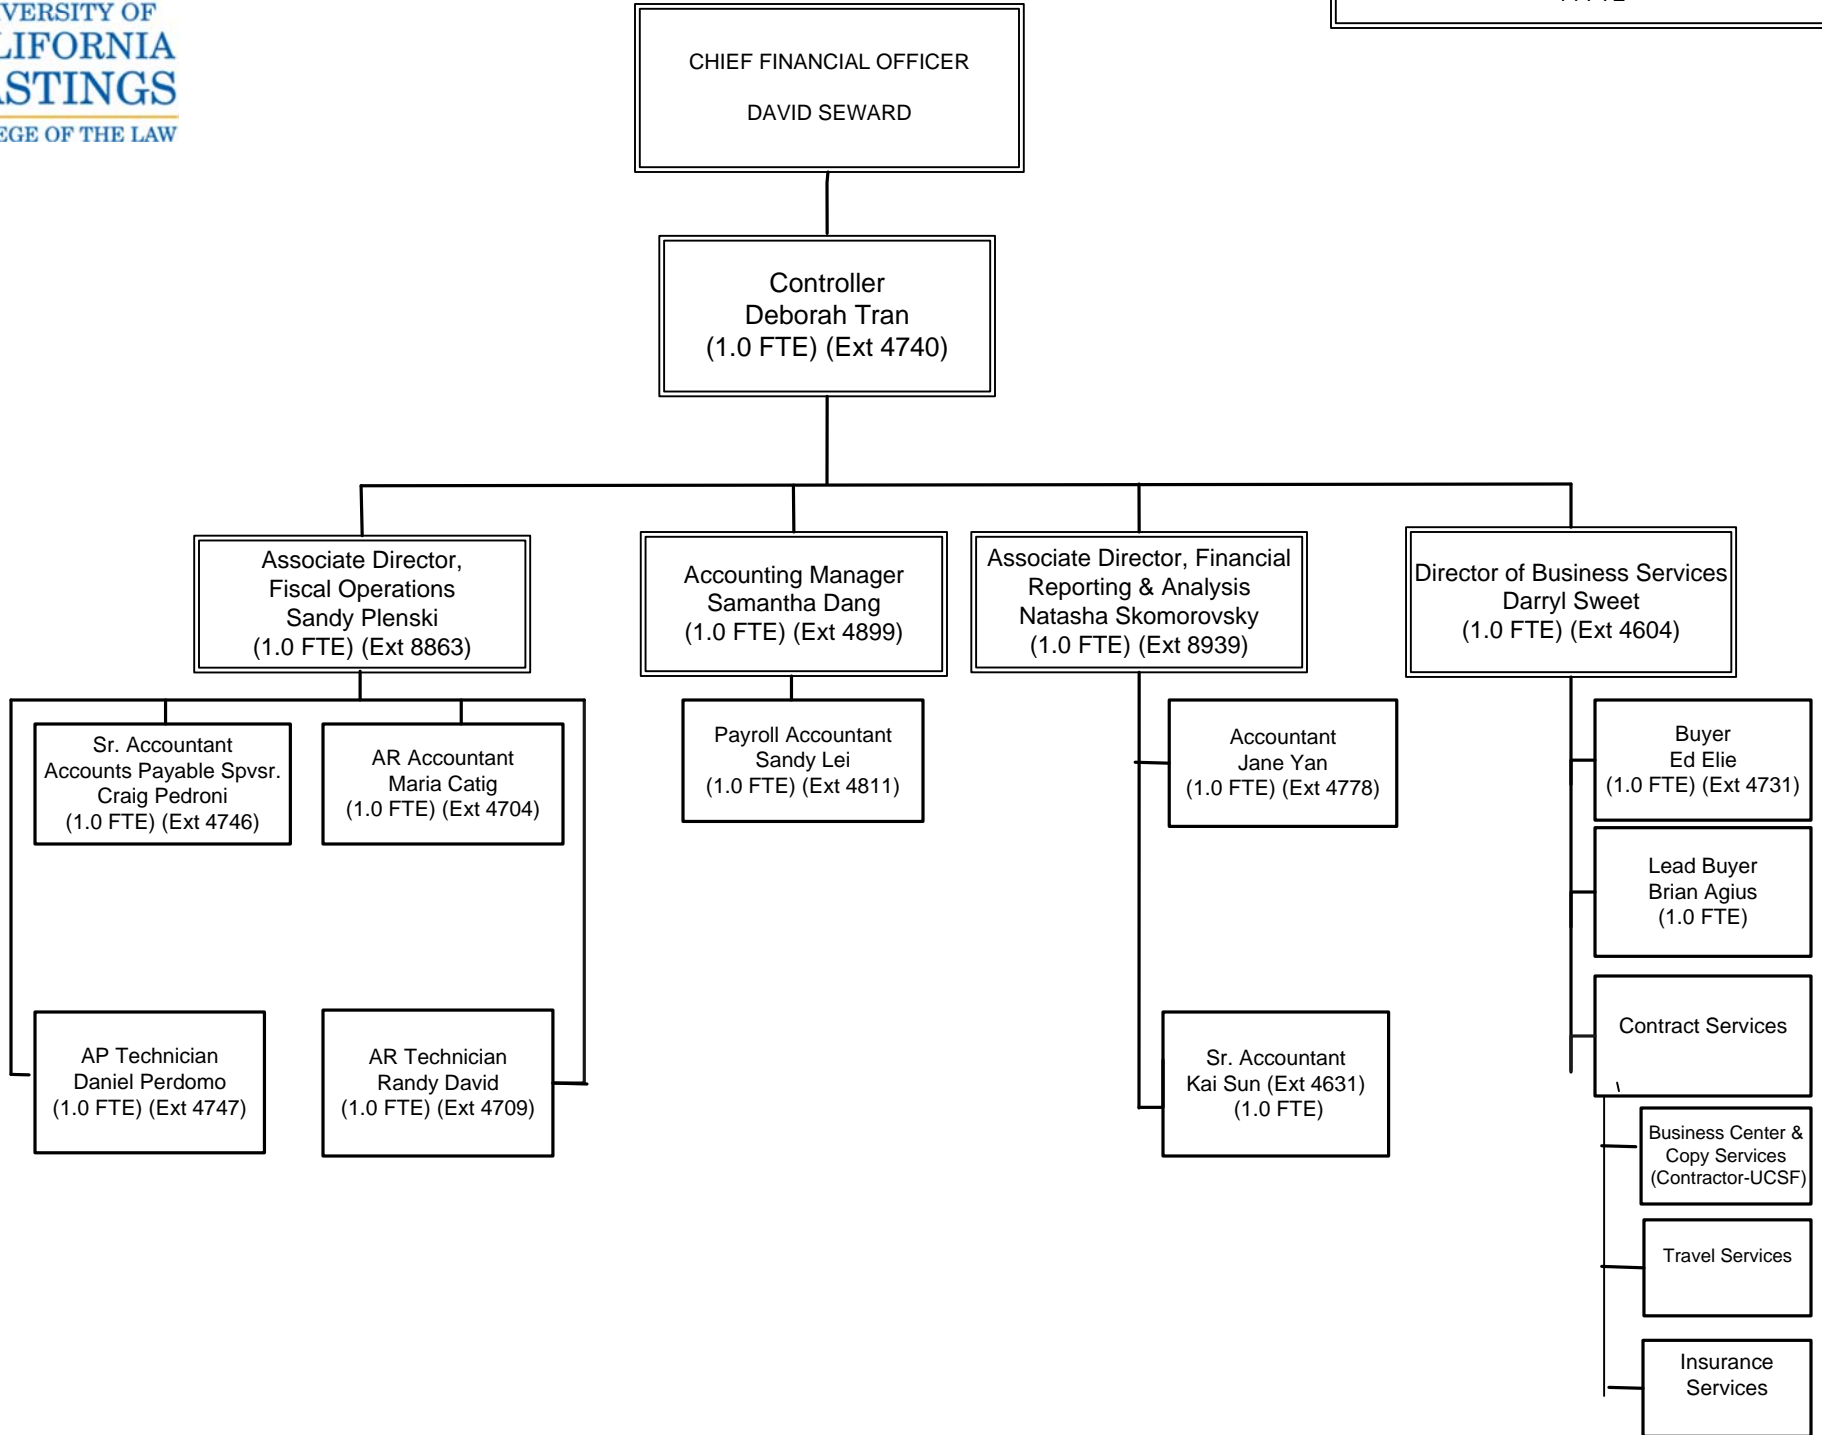 VERSITY OF
LIFORNIA
ASTINGS
EGE OF THE LAW
CHIEF FINANCIAL OFFICER
DAVID SEWARD
Controller
Deborah Tran
(1.0 FTE) (Ext 4740)
Associate Director,
Fiscal Operations
Sandy Plenski
(1.0 FTE) (Ext 8863)
Accounting Manager
Samantha Dang
(1.0 FTE) (Ext 4899)
Associate Director, Financial
Reporting & Analysis
Natasha Skomorovsky
(1.0 FTE) (Ext 8939)
Director of Business Services
Darryl Sweet
(1.0 FTE) (Ext 4604)
Sr. Accountant
Accounts Payable Spvsr.
Craig Pedroni
(1.0 FTE) (Ext 4746)
AR Accountant
Maria Catig
(1.0 FTE) (Ext 4704)
Payroll Accountant
Sandy Lei
(1.0 FTE) (Ext 4811)
Accountant
Jane Yan
(1.0 FTE) (Ext 4778)
Buyer
Ed Elie
(1.0 FTE) (Ext 4731)
Lead Buyer
Brian Agius
(1.0 FTE)
Contract Services
AP Technician
Daniel Perdomo
(1.0 FTE) (Ext 4747)
AR Technician
Randy David
(1.0 FTE) (Ext 4709)
Sr. Accountant
Kai Sun (Ext 4631)
(1.0 FTE)
Business Center &
Copy Services
(Contractor-UCSF)
Travel Services
Insurance
Services